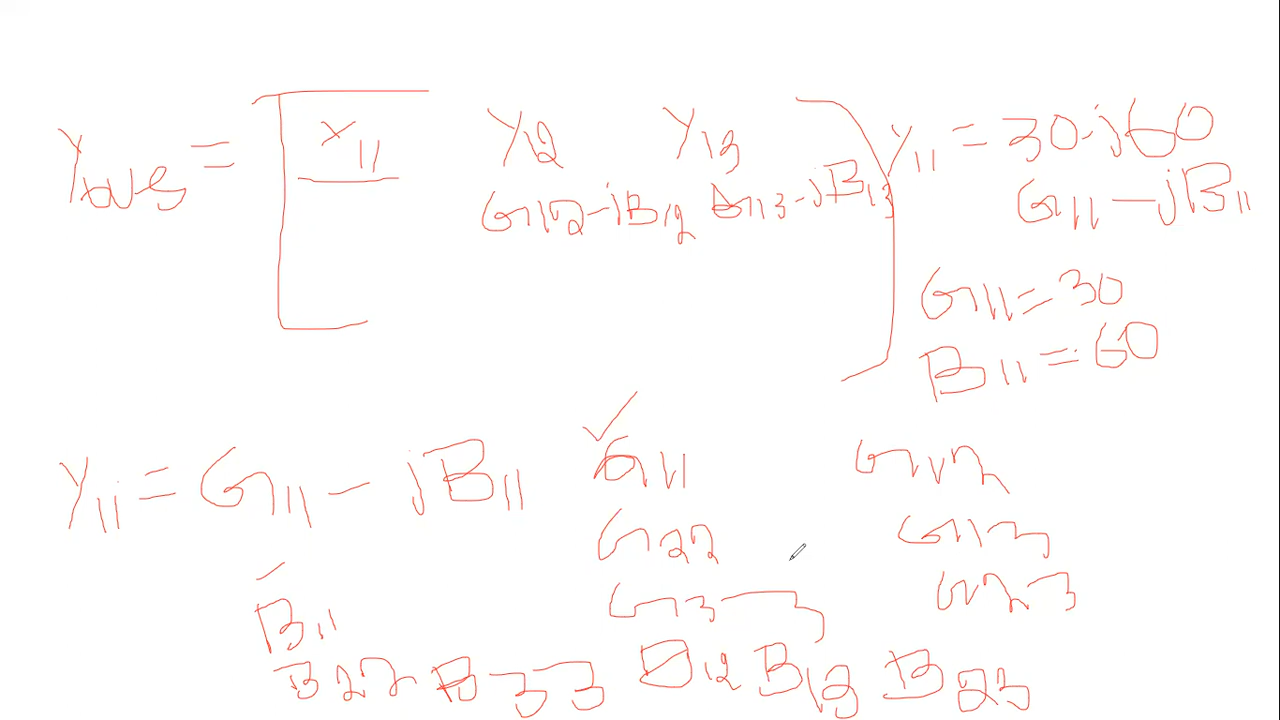 Ybus = [ Y11 Y12 Y13 ] Y11 = 30-j60
G12-jB12 G13-jB13 G11-jB11
G11=30
B11=60
Y11 = G11 - jB11 G11 G12
G22 G13
B11 G33 G23
B22 B33 B12 B13 B23